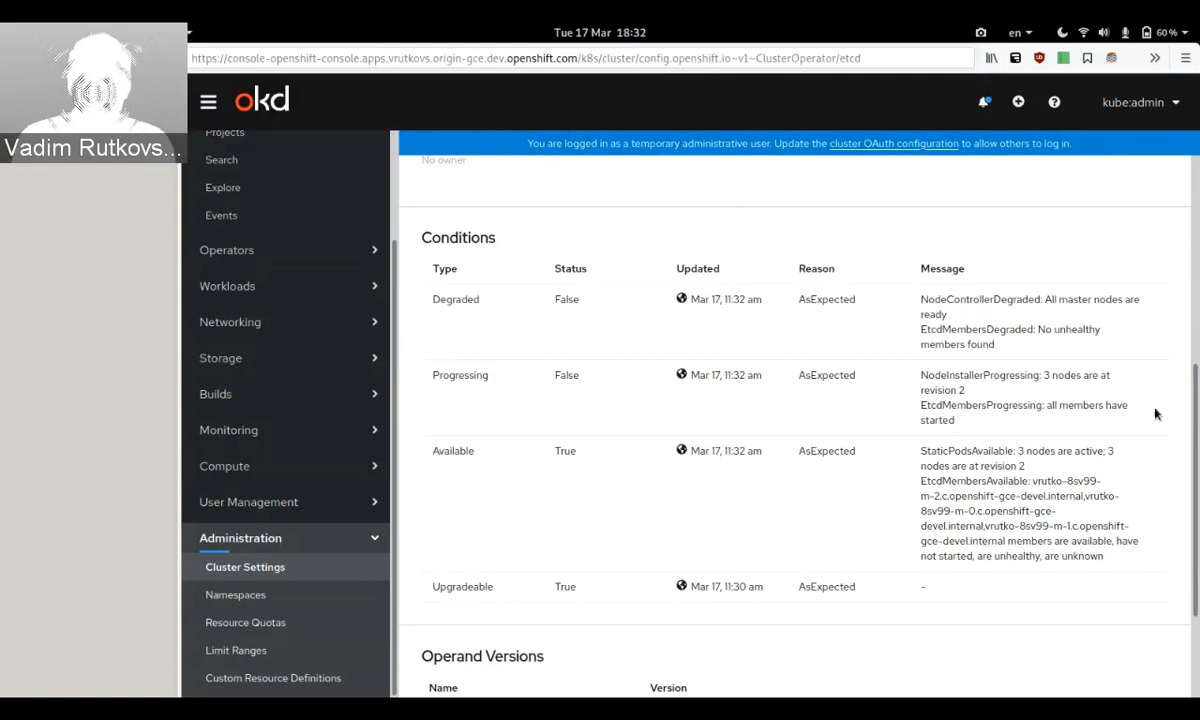 Tue 17 Mar 18:32
en
60 %
https://console-openshift-console.apps.vrutkovs.origin-gce.dev.openshift.com/k8s/cluster/config.openshift.io~v1~ClusterOperator/etcd
okd
kube:admin
Vadim Rutkovs...
You are logged in as a temporary administrative user. Update the cluster OAuth configuration to allow others to log in.
Projects
Search
Explore
Events
Operators
Workloads
Networking
Storage
Builds
Monitoring
Compute
User Management
Administration
Cluster Settings
Namespaces
Resource Quotas
Limit Ranges
Custom Resource Definitions
No owner
Conditions
Type Status Updated Reason Message
Degraded False Mar 17, 11:32 am AsExpected NodeControllerDegraded: All master nodes are
ready
EtcdMembersDegraded: No unhealthy
members found
Progressing False Mar 17, 11:32 am AsExpected NodeInstallerProgressing: 3 nodes are at
revision 2
EtcdMembersProgressing: all members have
started
Available True Mar 17, 11:32 am AsExpected StaticPodsAvailable: 3 nodes are active; 3
nodes are at revision 2
EtcdMembersAvailable: vrutko-8sv99-
m-2.c.openshift-gce-devel.internal,vrutko-
8sv99-m-0.c.openshift-gce-
devel.internal,vrutko-8sv99-m-1.c.openshift-
gce-devel.internal members are available, have
not started, are unhealthy, are unknown
Upgradeable True Mar 17, 11:30 am AsExpected -
Operand Versions
Name Version